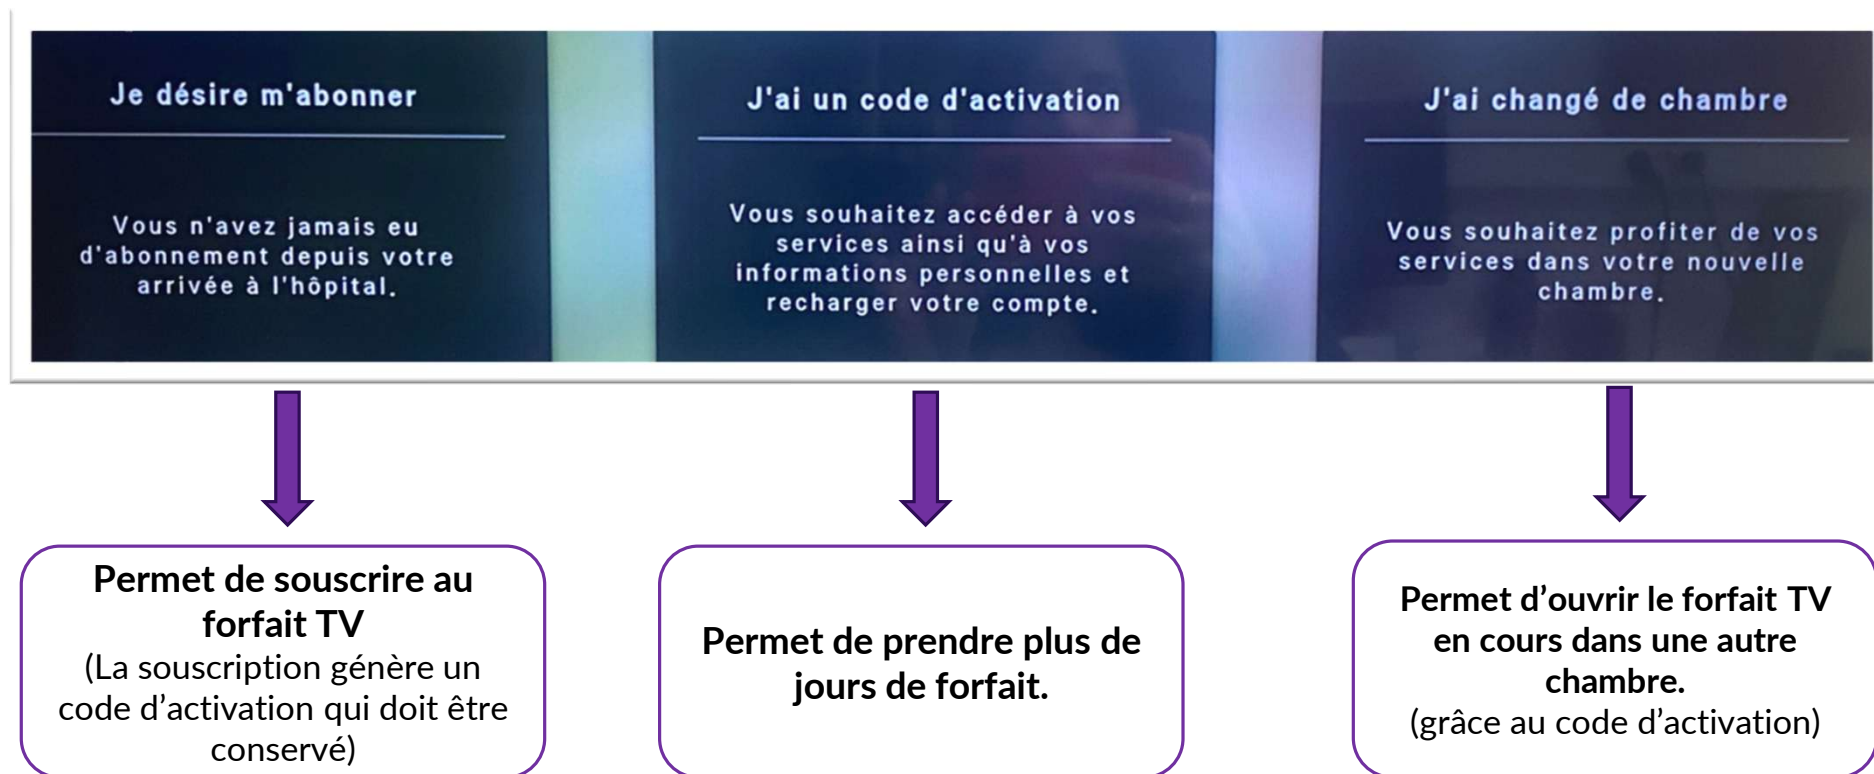 Je désire m'abonner
Vous n'avez jamais eu
d'abonnement depuis votre
arrivée à l'hôpital.
J'ai un code d'activation
Vous souhaitez accéder à vos
services ainsi qu'à vos
informations personnelles et
recharger votre compte.
J'ai changé de chambre
Vous souhaitez profiter de vos
services dans votre nouvelle
chambre.
Permet de souscrire au
forfait TV
(La souscription génère un
code d’activation qui doit être
conservé)
Permet de prendre plus de
jours de forfait.
Permet d’ouvrir le forfait TV
en cours dans une autre
chambre.
(grâce au code d’activation)